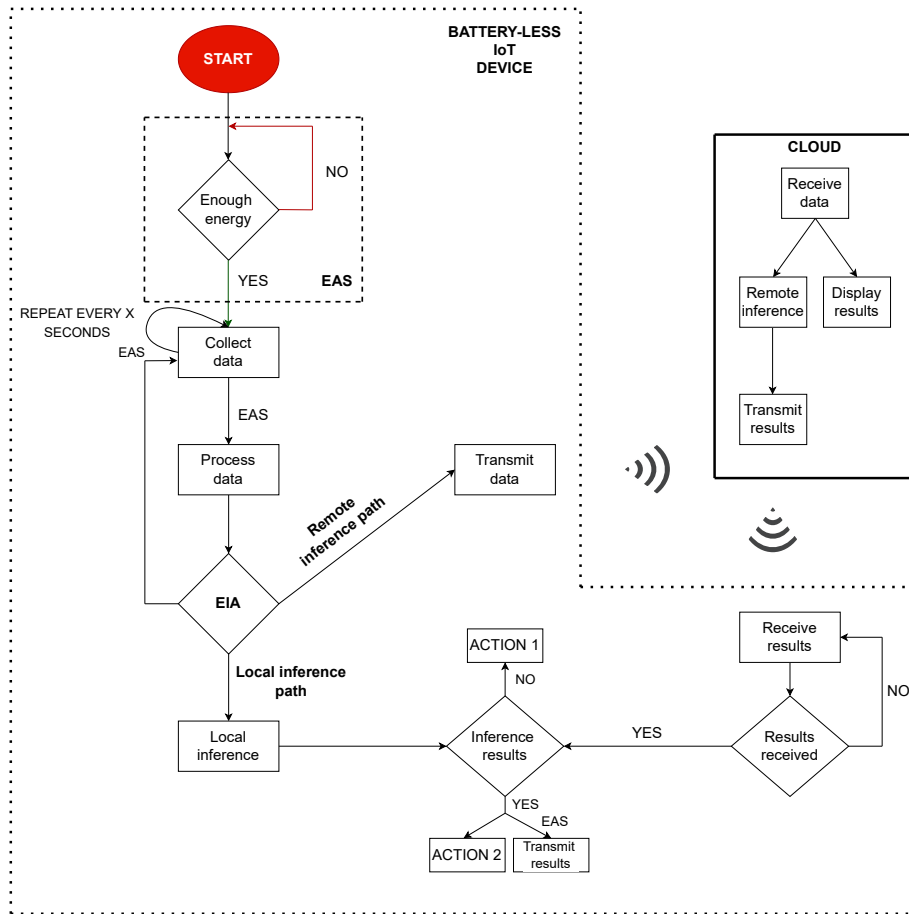 BATTERY-LESS
IoT
DEVICE
START
NO
Enough
energy
YES
EAS
CLOUD
Receive
data
Remote
inference
Display
results
Transmit
results
REPEAT EVERY X
SECONDS
Collect
data
EAS
EAS
Process
data
Transmit
data
Remote
inference path
EIA
Local inference
path
Local
inference
ACTION 1
NO
Inference
results
YES
EAS
ACTION 2
Transmit
results
Receive
results
NO
Results
received
YES